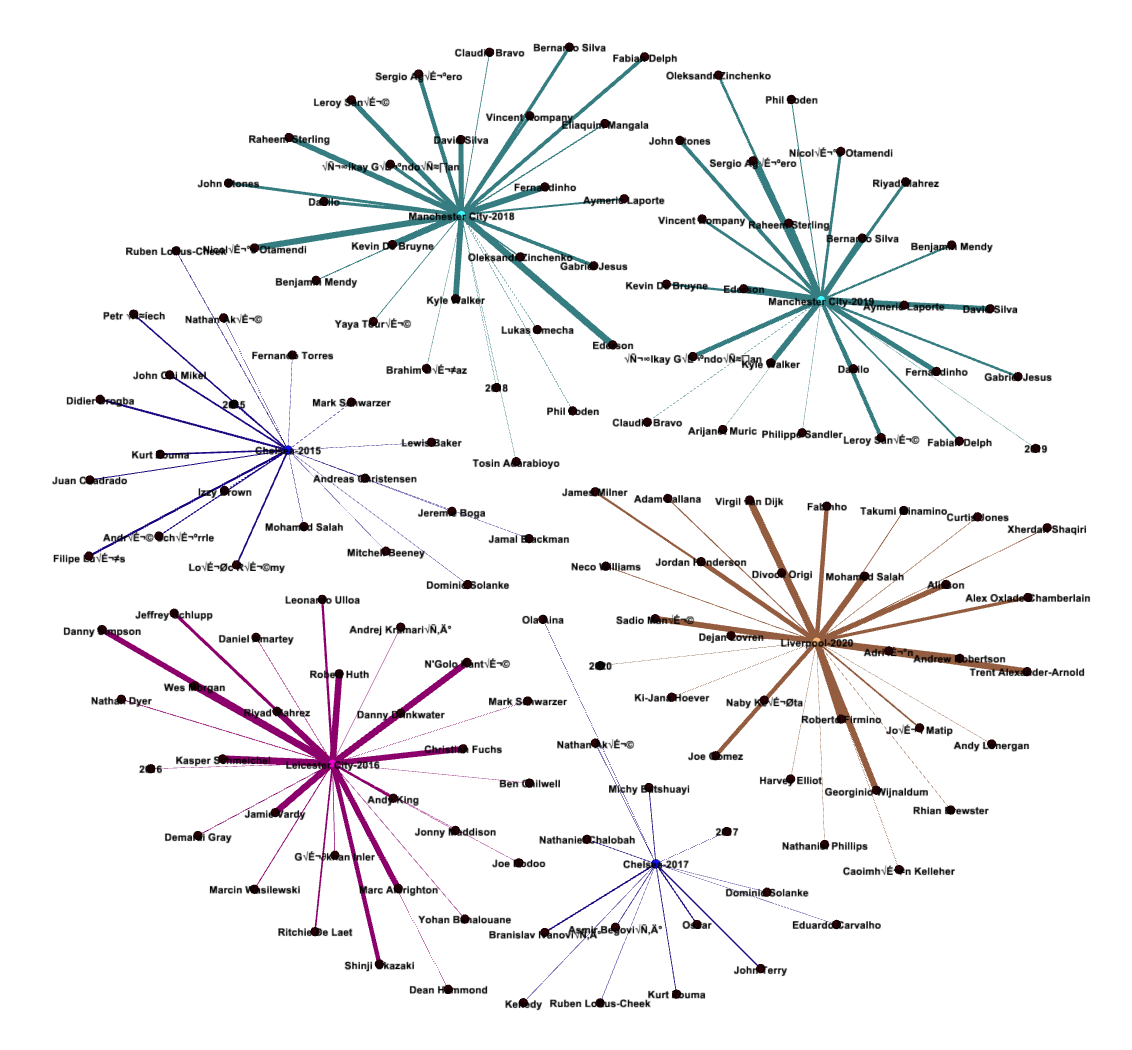 Claudio Bravo
Bernardo Silva
Fabian Delph
Sergio Ag√É¬ºero
Oleksandr Zinchenko
Leroy San√É¬©
Phil Foden
Vincent Kompany
Eliaquim Mangala
Raheem Sterling
David Silva
John Stones
Nicol√É¬°s Otamendi
Sergio Ag√É¬ºero
Riyad Mahrez
John Stones
Danilo
Fernandinho
Aymeric Laporte
Manchester City-2018
Vincent Kompany
Raheem Sterling
Bernardo Silva
Benjamin Mendy
Ruben Loftus-Cheek
Nicol√É¬°s Otamendi
Kevin De Bruyne
Oleksandr Zinchenko
Gabriel Jesus
Benjamin Mendy
Kyle Walker
Kevin De Bruyne
Ederson
Manchester City-2019
Aymeric Laporte
David Silva
Nathan Ak√É¬©
Yaya Tour√É¬©
Lukas Nmecha
Ederson
Fernando Torres
Kyle Walker
Danilo
Fernandinho
Gabriel Jesus
John Obi Mikel
2018
Didier Drogba
2015
Mark Schwarzer
Phil Foden
Claudio Bravo
Arijanet Muric
Philippe Sandler
Leroy San√É¬©
Fabian Delph
2019
Kurt Zouma
Chelsea-2015
Lewis Baker
Tosin Adarabioyo
Juan Cuadrado
Izzy Brown
Andreas Christensen
James Milner
Adam Lallana
Virgil van Dijk
Fabinho
Takumi Minamino
Curtis Jones
Xherdan Shaqiri
Mohamed Salah
Jeremie Boga
Jamal Blackman
Filipe Lu√É¬≠s
Mitchell Beeney
Neco Williams
Jordan Henderson
Divock Origi
Mohamed Salah
Alisson
Alex Oxlade-Chamberlain
Dominic Solanke
Leonardo Ulloa
Jeffrey Schlupp
Danny Simpson
Daniel Amartey
Andrej Kramari√Ñ‚Ä°
Ola Aina
Sadio Man√É¬©
Dejan Lovren
Liverpool-2020
Andrew Robertson
Trent Alexander-Arnold
2020
Robert Huth
N'Golo Kant√É¬©
Wes Morgan
Nathan Dyer
Riyad Mahrez
Danny Drinkwater
Mark Schwarzer
Ki-Jana Hoever
Roberto Firmino
Andy Lonergan
Nathan Ak√É¬©
Joe Gomez
Kasper Schmeichel
2016
Leicester City-2016
Christian Fuchs
Ben Chilwell
Michy Batshuayi
Harvey Elliot
Georginio Wijnaldum
Rhian Brewster
Jamie Vardy
Andy King
Demarai Gray
Jonny Maddison
Nathaniel Chalobah
2017
Nathaniel Phillips
Joe Dodoo
Chelsea-2017
Marcin Wasilewski
Marc Albrighton
Dominic Solanke
Yohan Benalouane
Ritchie De Laet
Branislav Ivanovi√Ñ‚Ä°
Asmir Begovi√Ñ‚Ä°
Oscar
Eduardo Carvalho
Shinji Okazaki
John Terry
Dean Hammond
Kenedy
Ruben Loftus-Cheek
Kurt Zouma